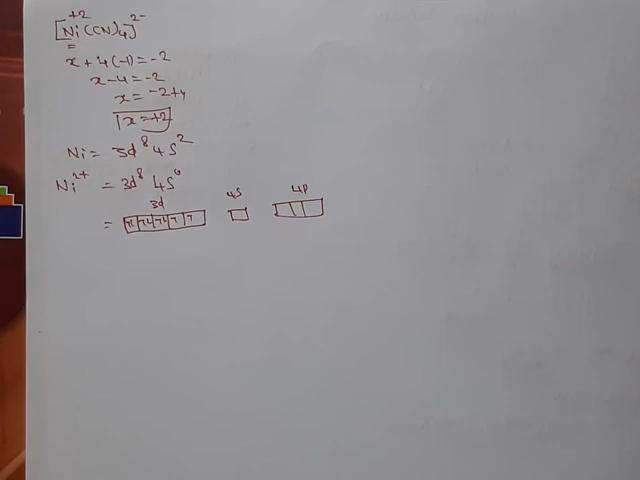 +2
[Ni(CN)4]2-
=
x + 4(-1) = -2
x - 4 = -2
x = -2+4
x = +2
Ni = 3d8 4S2
Ni2+ = 3d8 4S0
3d 4S 4P
= ↑↓ ↑↓ ↑↓ ↑ ↑